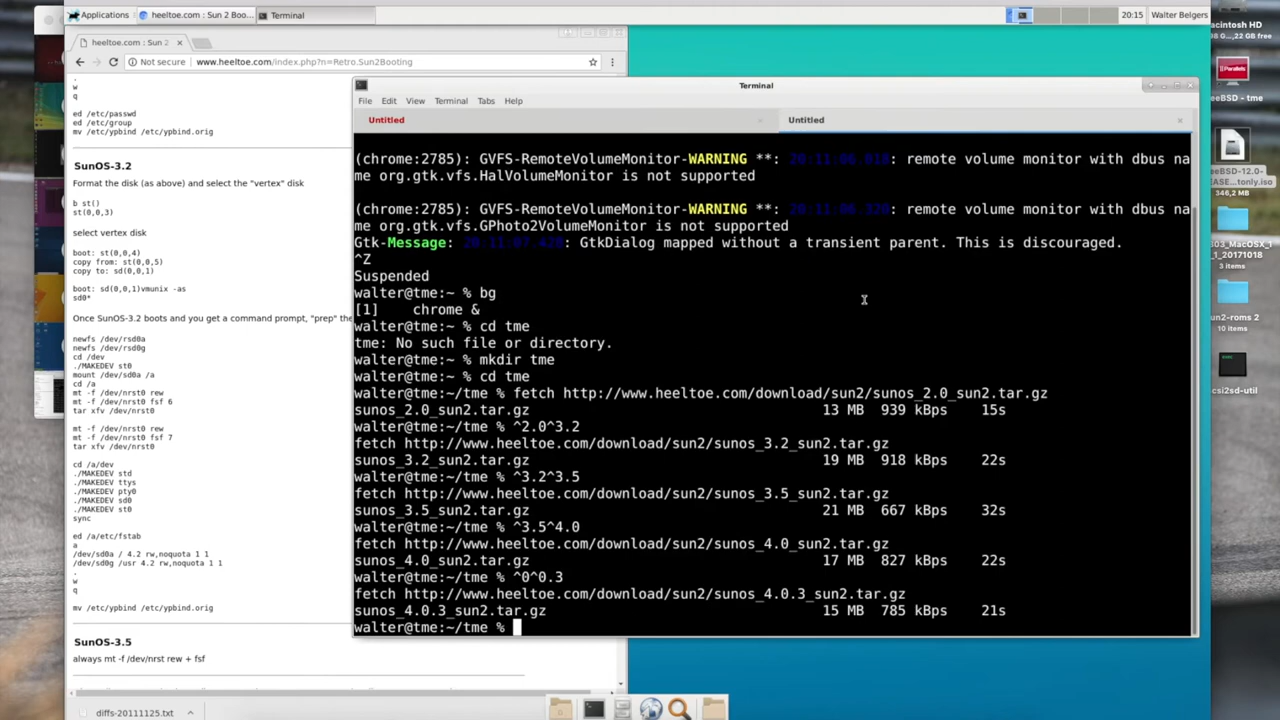 Applications
heeltoe.com : Sun 2 Boo...
Terminal
20:15
Walter Belgers
heeltoe.com : Sun 2
Not secure
www.heeltoe.com/index.php?n=Retro.Sun2Booting
.
w
q
ed /etc/passwd
ed /etc/group
mv /etc/ypbind /etc/ypbind.orig
SunOS-3.2
Format the disk (as above) and select the "vertex" disk
b st()
st(0,0,3)
select vertex disk
boot: st(0,0,4)
copy from: st(0,0,5)
copy to: sd(0,0,1)
boot: sd(0,0,1)vmunix -as
sd0*
Once SunOS-3.2 boots and you get a command prompt, "prep" the
newfs /dev/rsd0a
newfs /dev/rsd0g
cd /dev
./MAKEDEV st0
mount /dev/sd0a /a
cd /a
mt -f /dev/nrst0 rew
mt -f /dev/nrst0 fsf 6
tar xfv /dev/nrst0
mt -f /dev/nrst0 rew
mt -f /dev/nrst0 fsf 7
tar xfv /dev/nrst0
cd /a/dev
./MAKEDEV std
./MAKEDEV ttys
./MAKEDEV pty0
./MAKEDEV sd0
./MAKEDEV st0
sync
ed /a/etc/fstab
a
/dev/sd0a / 4.2 rw,noquota 1 1
/dev/sd0g /usr 4.2 rw,noquota 1 1
.
w
q
mv /etc/ypbind /etc/ypbind.orig
SunOS-3.5
always mt -f /dev/nrst rew + fsf
diffs-20111125.txt
Terminal
File Edit View Terminal Tabs Help
Untitled
Untitled
(chrome:2785): GVFS-RemoteVolumeMonitor-WARNING **: 20:11:06.018: remote volume monitor with dbus na
me org.gtk.vfs.HalVolumeMonitor is not supported
(chrome:2785): GVFS-RemoteVolumeMonitor-WARNING **: 20:11:06.320: remote volume monitor with dbus na
me org.gtk.vfs.GPhoto2VolumeMonitor is not supported
Gtk-Message: 20:11:07.428: GtkDialog mapped without a transient parent. This is discouraged.
^Z
Suspended
walter@tme:~ % bg
[1]    chrome &
walter@tme:~ % cd tme
tme: No such file or directory.
walter@tme:~ % mkdir tme
walter@tme:~ % cd tme
walter@tme:~/tme % fetch http://www.heeltoe.com/download/sun2/sunos_2.0_sun2.tar.gz
sunos_2.0_sun2.tar.gz 13 MB 939 kBps 15s
walter@tme:~/tme % ^2.0^3.2
fetch http://www.heeltoe.com/download/sun2/sunos_3.2_sun2.tar.gz
sunos_3.2_sun2.tar.gz 19 MB 918 kBps 22s
walter@tme:~/tme % ^3.2^3.5
fetch http://www.heeltoe.com/download/sun2/sunos_3.5_sun2.tar.gz
sunos_3.5_sun2.tar.gz 21 MB 667 kBps 32s
walter@tme:~/tme % ^3.5^4.0
fetch http://www.heeltoe.com/download/sun2/sunos_4.0_sun2.tar.gz
sunos_4.0_sun2.tar.gz 17 MB 827 kBps 22s
walter@tme:~/tme % ^0^0.3
fetch http://www.heeltoe.com/download/sun2/sunos_4.0.3_sun2.tar.gz
sunos_4.0.3_sun2.tar.gz 15 MB 785 kBps 21s
walter@tme:~/tme %
acintosh HD
G,22 GB free
Parallels
eeBSD - tme
eeBSD-12.0-
EASE...tonly.iso
346,2 MB
03_MacOSX_
_1_20171018
3 items
sun2-roms 2
10 items
csi2sd-util